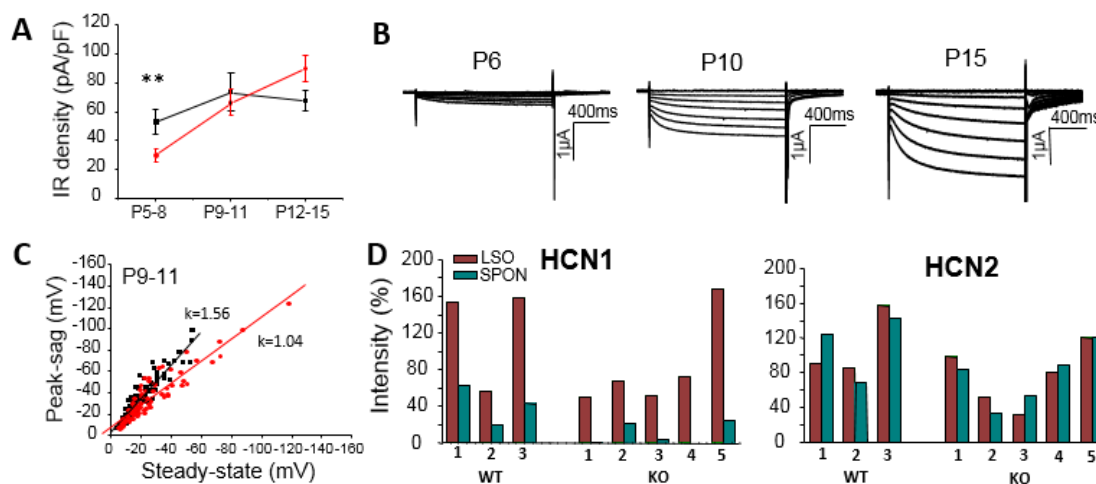 A
IR density (pA/pF)
120
100
80
60
40
20
0
**
P5-8 P9-11 P12-15
B
P6 P10 P15
400ms 400ms 400ms
1µA 1µA 1µA
C
P9-11
Peak-sag (mV)
-160
-140
-120
-100
-80
-60
-40
-20
0
k=1.56
k=1.04
0 -20 -40 -60 -80 -100 -120 -140 -160
Steady-state (mV)
D
HCN1
LSO
SPON
Intensity (%)
200
160
120
80
40
0
1 2 3 1 2 3 4 5
WT KO
HCN2
200
160
120
80
40
0
1 2 3 1 2 3 4 5
WT KO